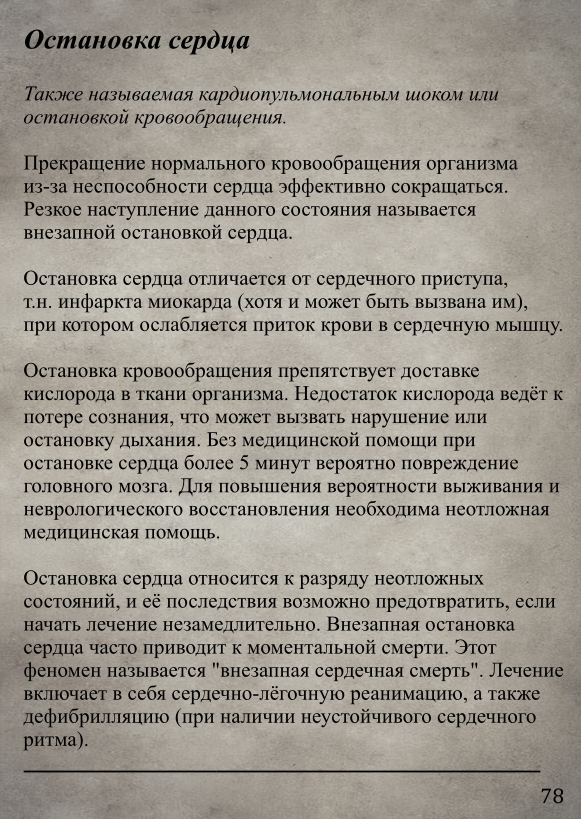 Остановка сердца
Также называемая кардиопульмональным шоком или
остановкой кровообращения.
Прекращение нормального кровообращения организма
из-за неспособности сердца эффективно сокращаться.
Резкое наступление данного состояния называется
внезапной остановкой сердца.
Остановка сердца отличается от сердечного приступа,
т.н. инфаркта миокарда (хотя и может быть вызвана им),
при котором ослабляется приток крови в сердечную мышцу.
Остановка кровообращения препятствует доставке
кислорода в ткани организма. Недостаток кислорода ведёт к
потере сознания, что может вызвать нарушение или
остановку дыхания. Без медицинской помощи при
остановке сердца более 5 минут вероятно повреждение
головного мозга. Для повышения вероятности выживания и
неврологического восстановления необходима неотложная
медицинская помощь.
Остановка сердца относится к разряду неотложных
состояний, и её последствия возможно предотвратить, если
начать лечение незамедлительно. Внезапная остановка
сердца часто приводит к моментальной смерти. Этот
феномен называется "внезапная сердечная смерть". Лечение
включает в себя сердечно-лёгочную реанимацию, а также
дефибрилляцию (при наличии неустойчивого сердечного
ритма).
78